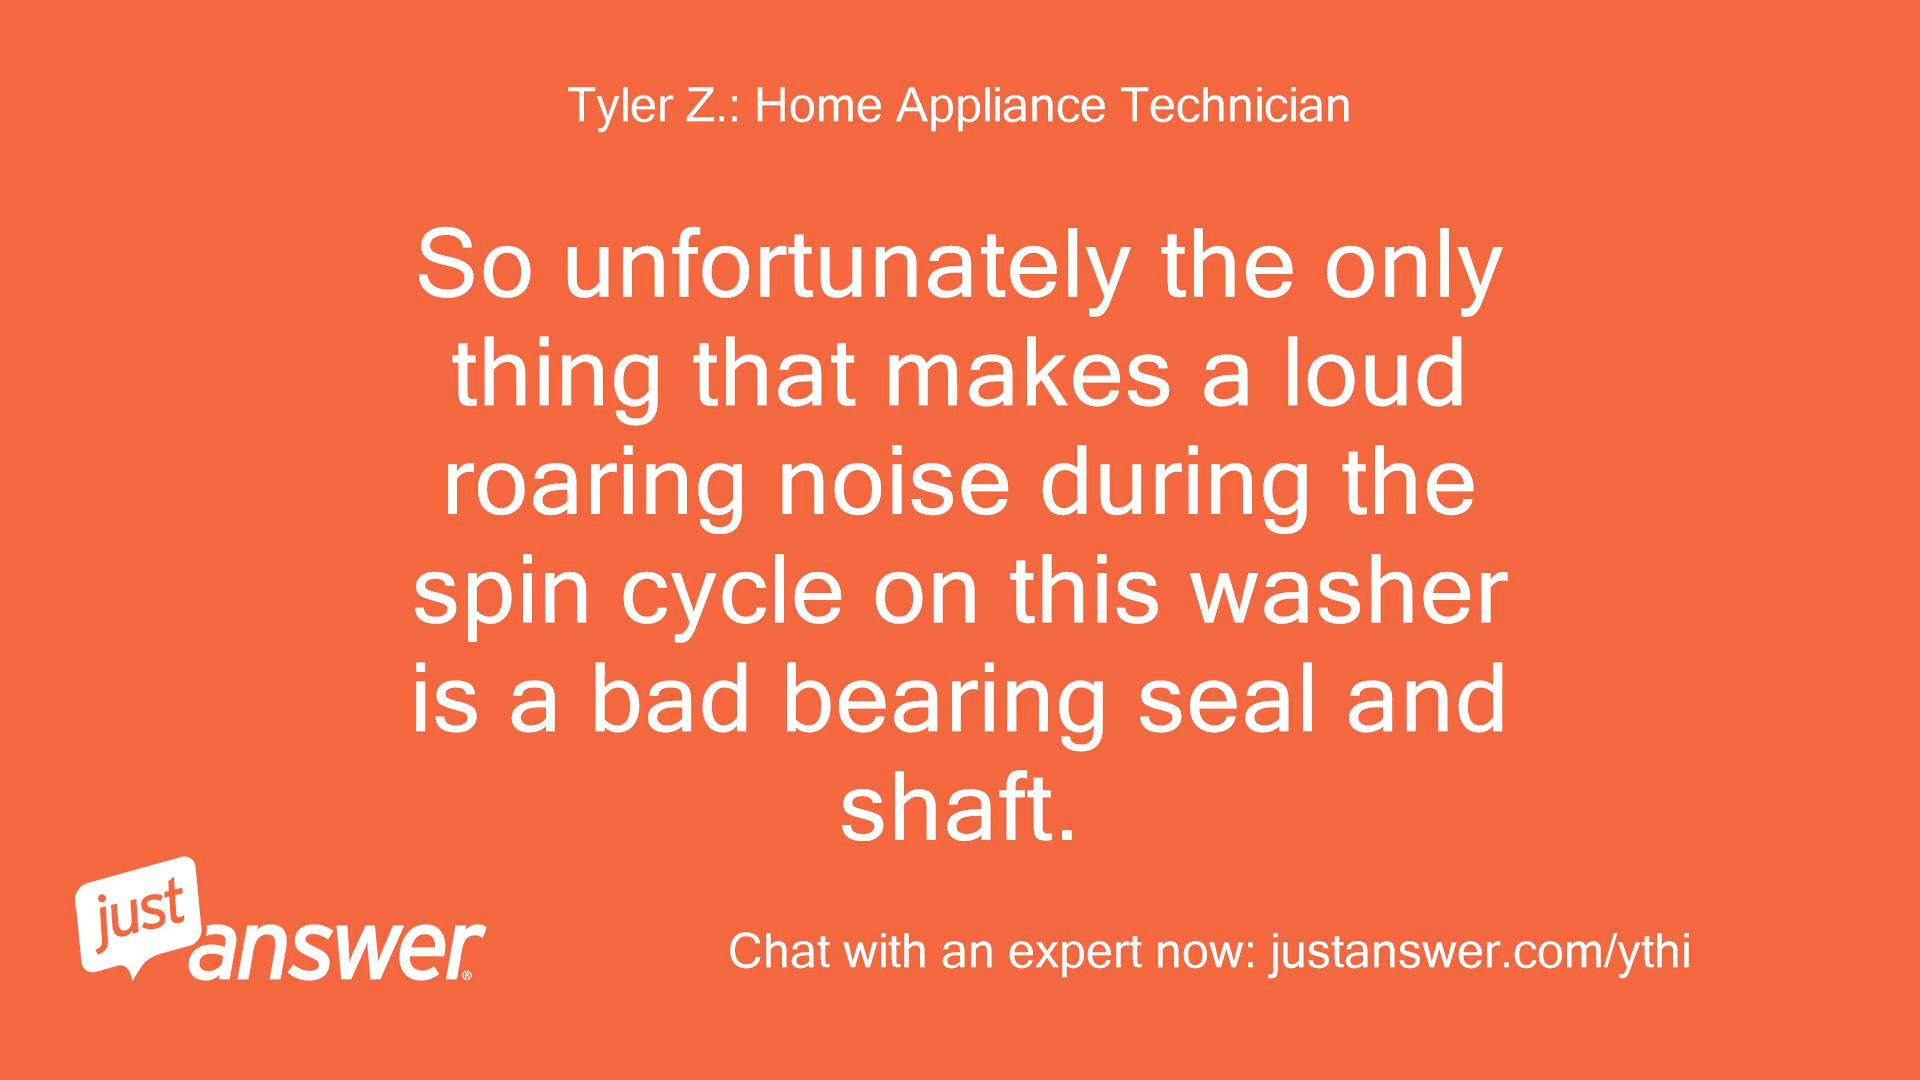 Tyler Z.: Home Appliance Technician
So unfortunately the only
thing that makes a loud
roaring noise during the
spin cycle on this washer
is a bad bearing seal and
shaft.
just
answer®
Chat with an expert now: justanswer.com/ythi